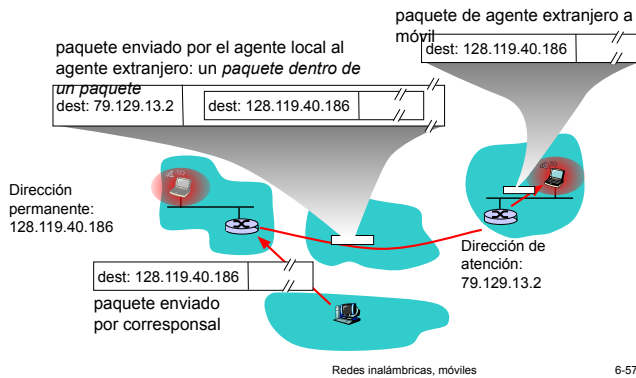 paquete de agente extranjero a
móvil
dest: 128.119.40.186
paquete enviado por el agente local al
agente extranjero: un paquete dentro de
un paquete
dest: 79.129.13.2
dest: 128.119.40.186
Dirección
permanente:
128.119.40.186
Dirección de
atención:
79.129.13.2
dest: 128.119.40.186
paquete enviado
por corresponsal
Redes inalámbricas, móviles
6-57